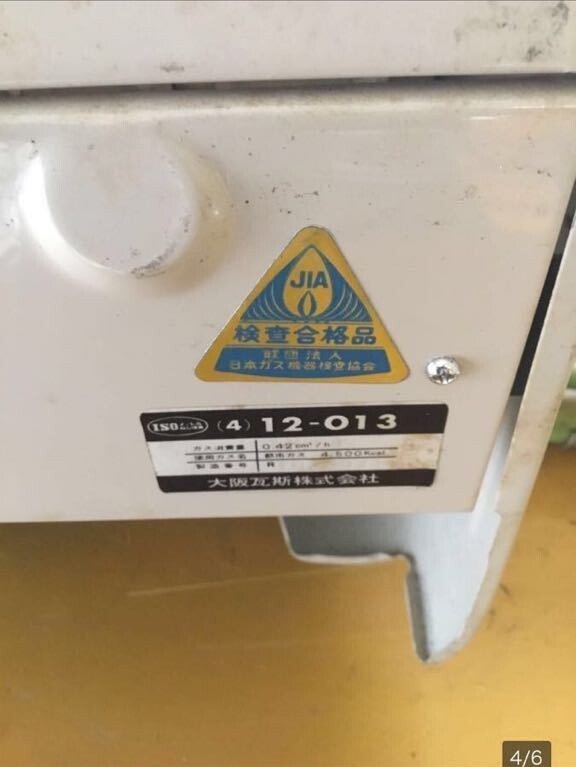 JIA
検査合格品
財団法人
日本ガス機器検査協会
ISO (4) 12-013
ガス消費量 0.42cm³/h
使用ガス名 都市ガス 4,500Kcal
製造番号 R
大阪瓦斯株式会社
4/6